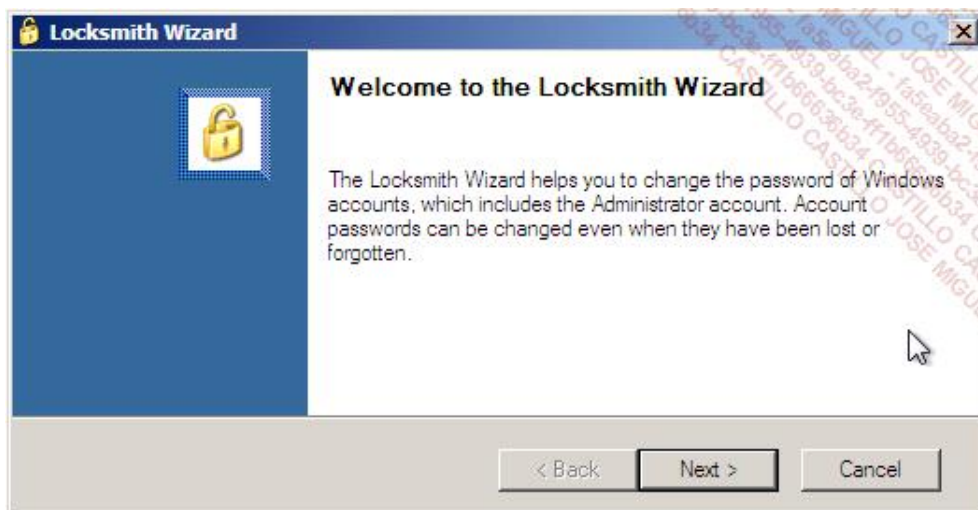 Locksmith Wizard
Welcome to the Locksmith Wizard
The Locksmith Wizard helps you to change the password of Windows
accounts, which includes the Administrator account. Account
passwords can be changed even when they have been lost or
forgotten.
< Back
Next >
Cancel